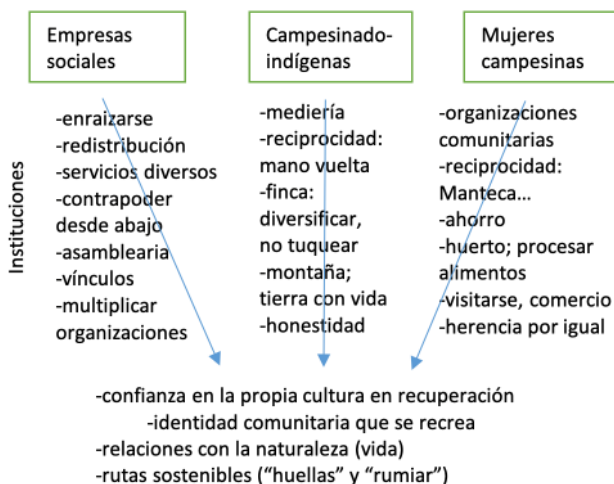 Empresas
sociales
Campesinado-
indígenas
Mujeres
campesinas
Instituciones
-enraizarse
-redistribución
-servicios diversos
-contrapoder
desde abajo
-asamblearia
-vínculos
-multiplicar
organizaciones
-mediería
-reciprocidad:
mano vuelta
-finca:
diversificar,
no tuquear
-montaña;
tierra con vida
-honestidad
-organizaciones
comunitarias
-reciprocidad:
Manteca…
-ahorro
-huerto; procesar
alimentos
-visitarse, comercio
-herencia por igual
-confianza en la propia cultura en recuperación
-identidad comunitaria que se recrea
-relaciones con la naturaleza (vida)
-rutas sostenibles (“huellas” y “rumiar”)